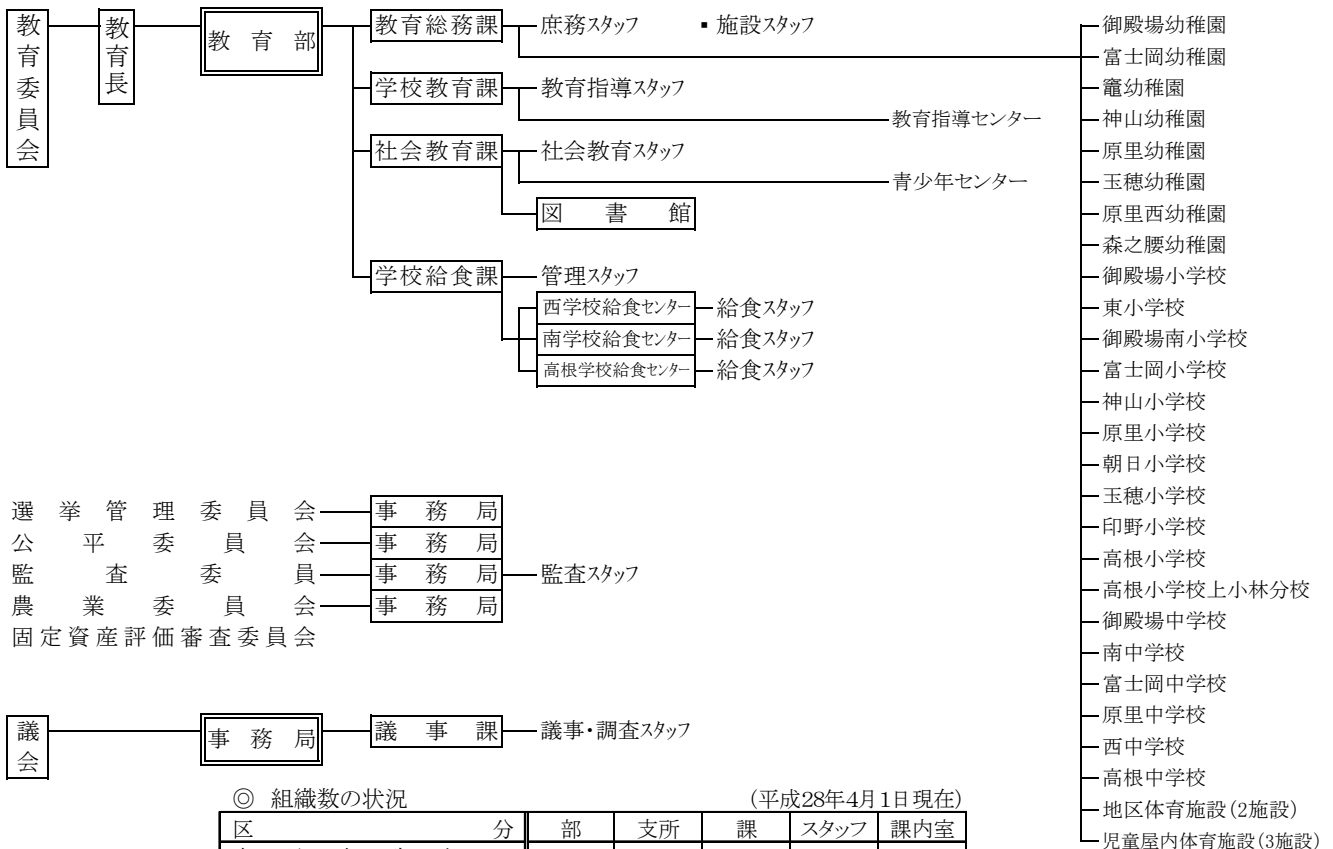 教育委員会
教育長
教育部
教育総務課
庶務スタッフ ▪施設スタッフ
学校教育課
教育指導スタッフ
教育指導センター
社会教育課
社会教育スタッフ
青少年センター
図書館
学校給食課
管理スタッフ
西学校給食センター
給食スタッフ
南学校給食センター
給食スタッフ
高根学校給食センター
給食スタッフ
御殿場幼稚園
富士岡幼稚園
竈幼稚園
神山幼稚園
原里幼稚園
玉穂幼稚園
原里西幼稚園
森之腰幼稚園
御殿場小学校
東小学校
御殿場南小学校
富士岡小学校
神山小学校
原里小学校
朝日小学校
玉穂小学校
印野小学校
高根小学校
高根小学校上小林分校
御殿場中学校
南中学校
富士岡中学校
原里中学校
西中学校
高根中学校
地区体育施設(2施設)
児童屋内体育施設(3施設)
選挙管理委員会 事務局
公平委員会 事務局
監査委員 事務局 監査スタッフ
農業委員会 事務局
固定資産評価審査委員会
議会
事務局
議事課
議事・調査スタッフ
◎ 組織数の状況 (平成28年4月1日現在)
区分 部 支所 課 スタッフ 課内室